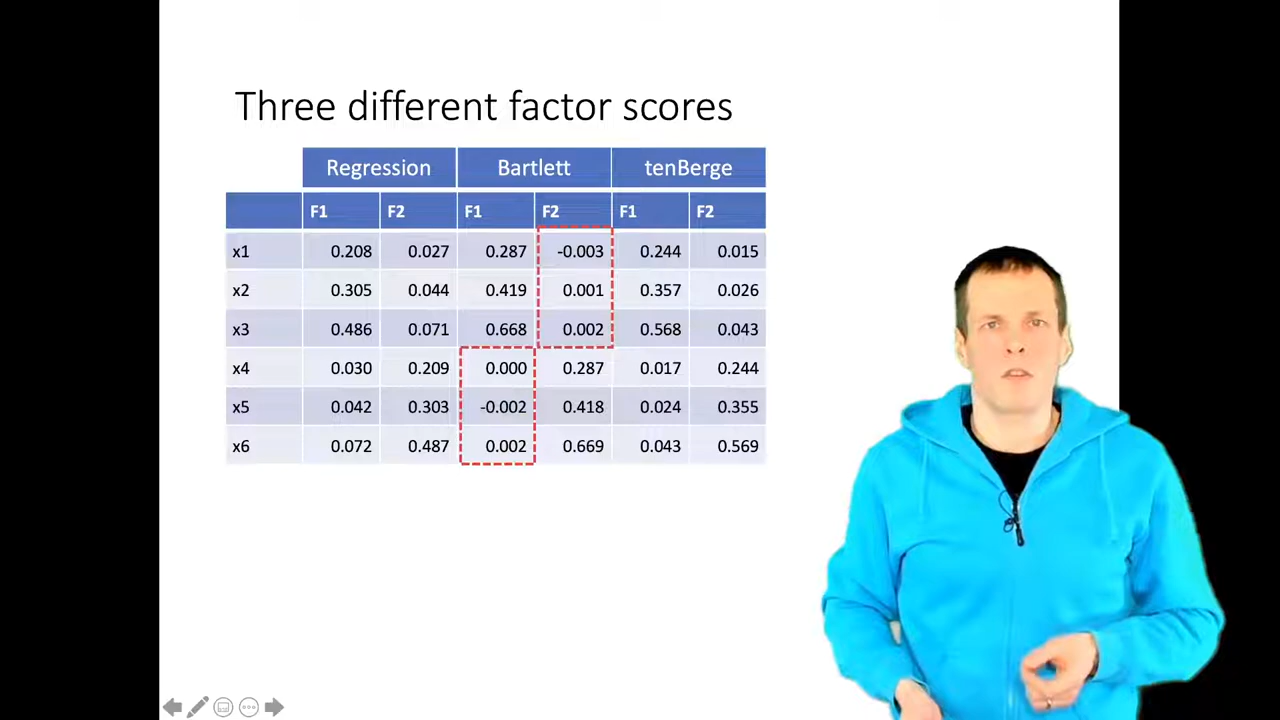 Three different factor scores
Regression Bartlett tenBerge
F1 F2 F1 F2 F1 F2
x1 0.208 0.027 0.287 -0.003 0.244 0.015
x2 0.305 0.044 0.419 0.001 0.357 0.026
x3 0.486 0.071 0.668 0.002 0.568 0.043
x4 0.030 0.209 0.000 0.287 0.017 0.244
x5 0.042 0.303 -0.002 0.418 0.024 0.355
x6 0.072 0.487 0.002 0.669 0.043 0.569